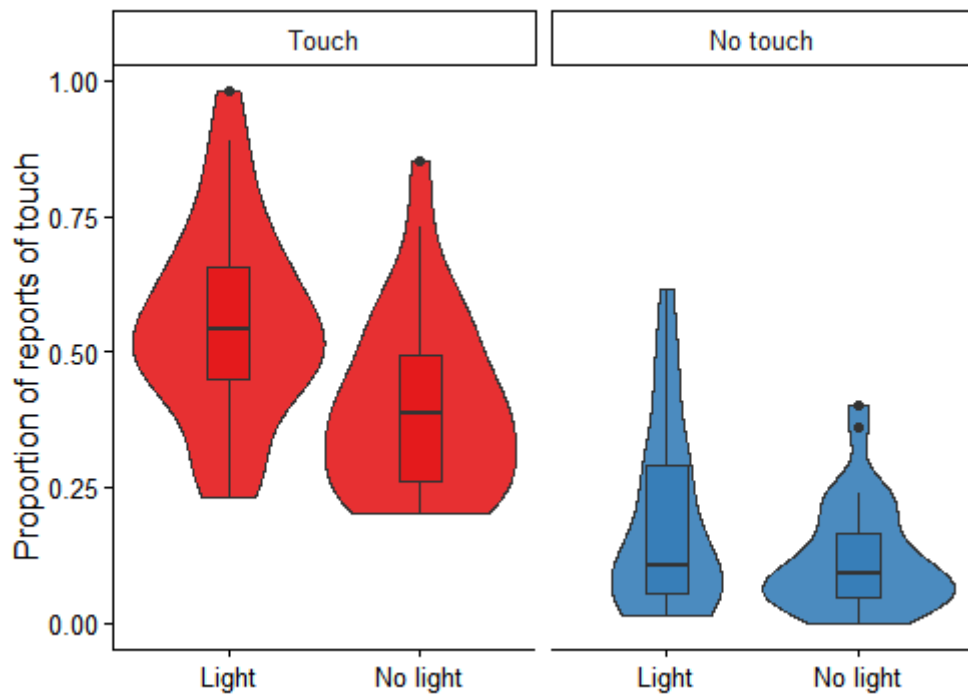 Touch
No touch
Proportion of reports of touch
1.00
0.75
0.50
0.25
0.00
Light
No light
Light
No light